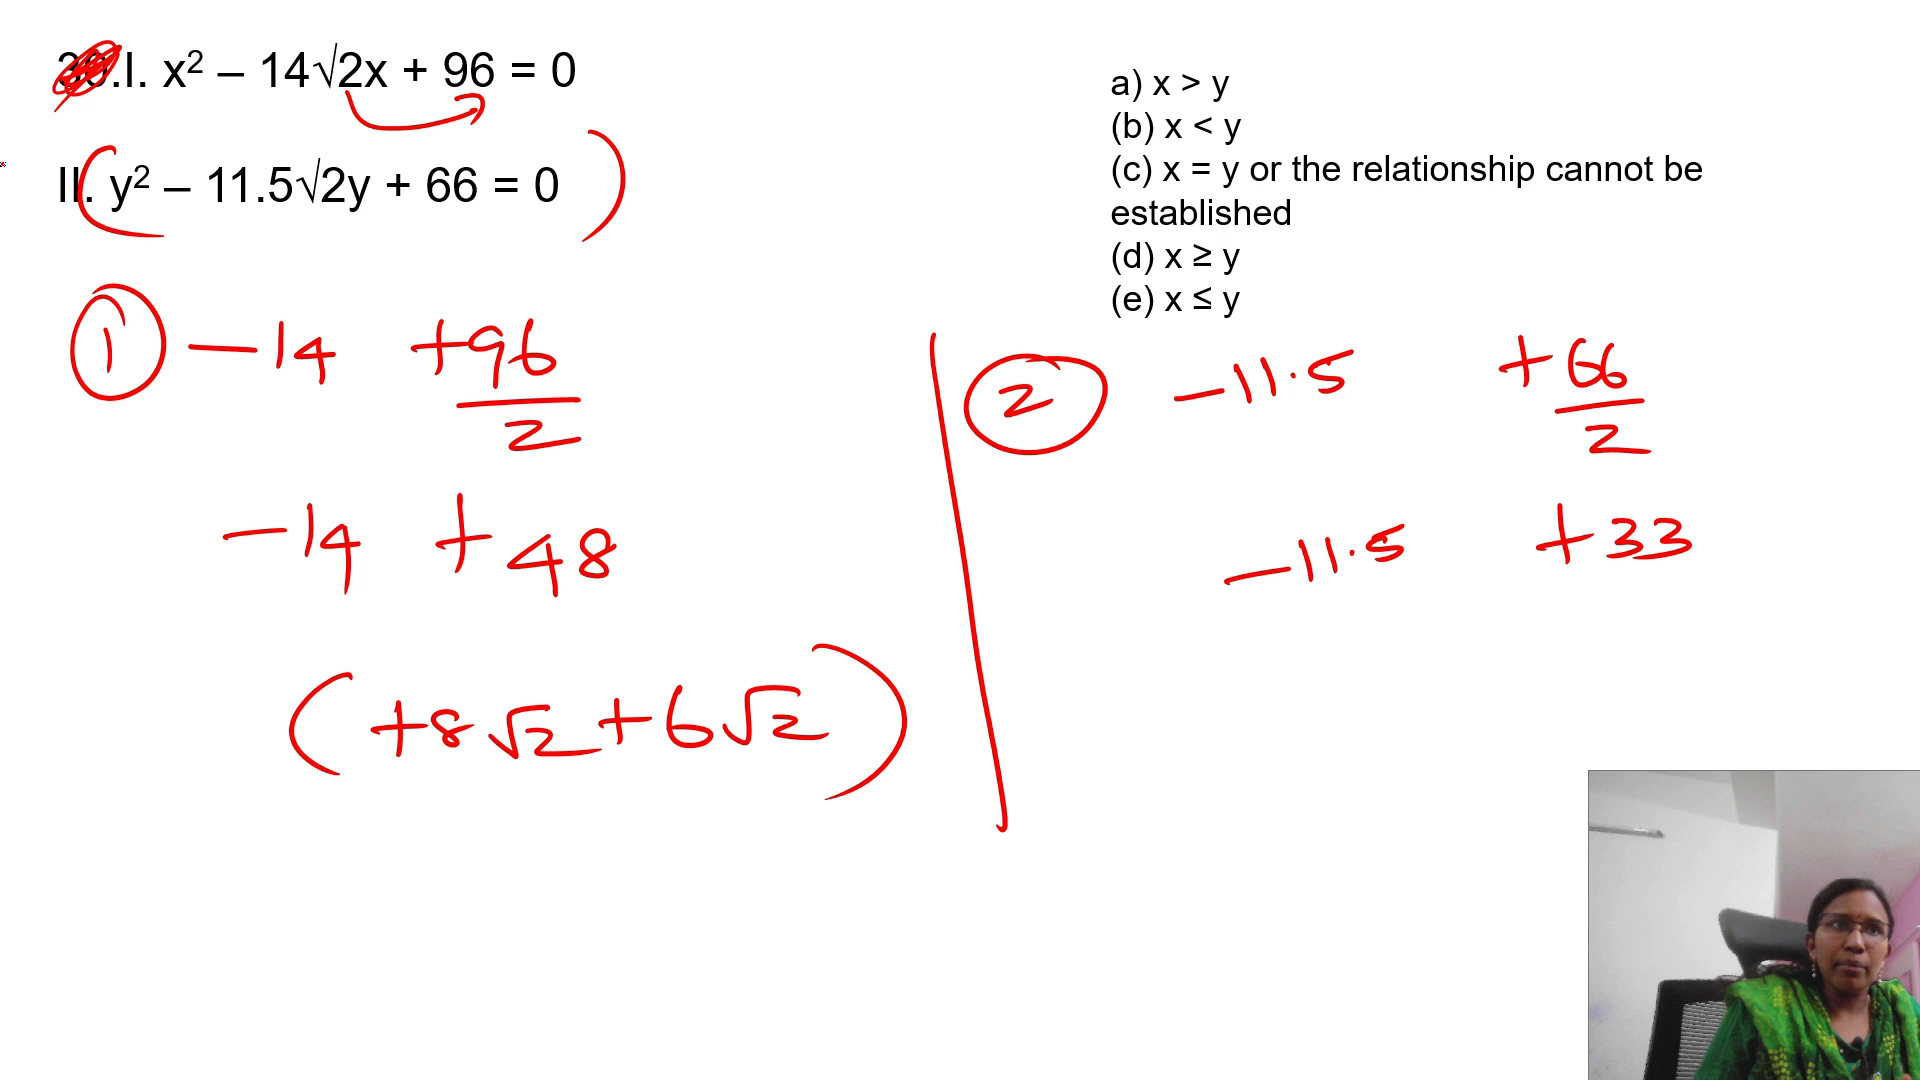 .I. x² – 14√2x + 96 = 0
II. y² – 11.5√2y + 66 = 0
a) x > y
(b) x < y
(c) x = y or the relationship cannot be
established
(d) x ≥ y
(e) x ≤ y
1 -14 +96/2
-14 +48
(+8√2 +6√2)
2 -11.5 +66/2
-11.5 +33